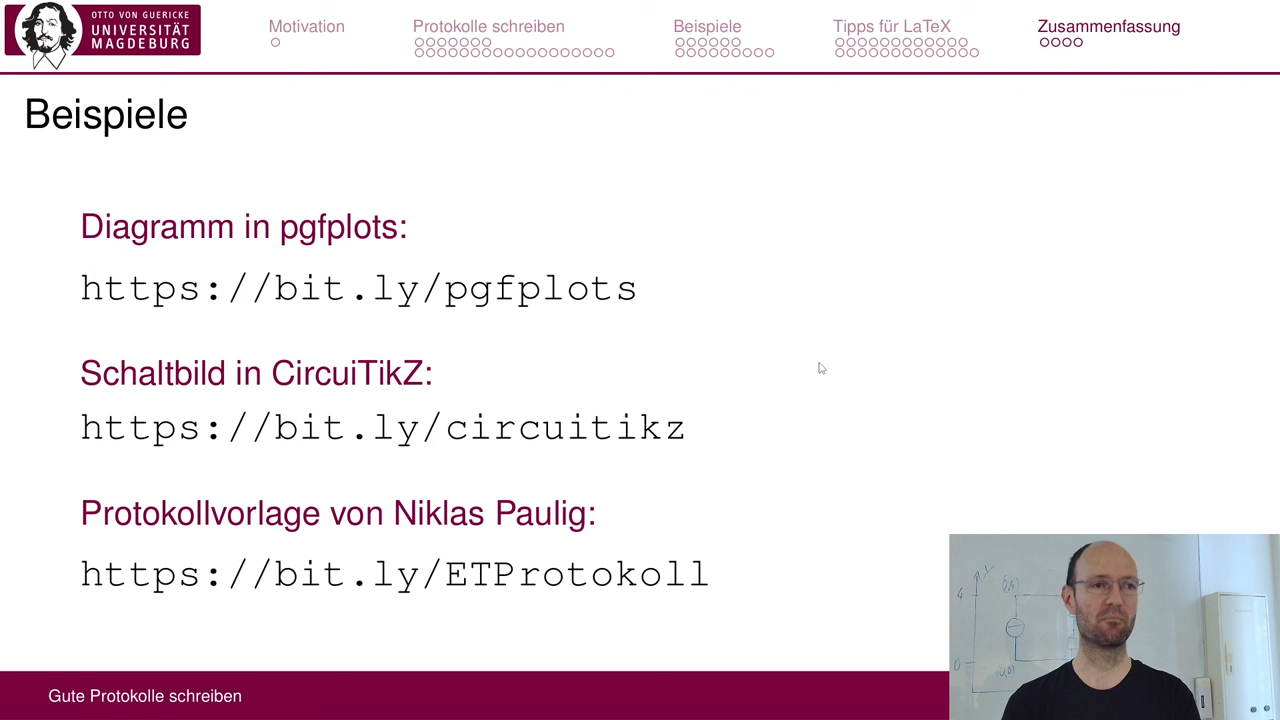 OTTO VON GUERICKE
UNIVERSITÄT
MAGDEBURG
Motivation
Protokolle schreiben
Beispiele
Tipps für LaTeX
Zusammenfassung
Beispiele
Diagramm in pgfplots:
https://bit.ly/pgfplots
Schaltbild in CircuiTikZ:
https://bit.ly/circuitikz
Protokollvorlage von Niklas Paulig:
https://bit.ly/ETProtokoll
Gute Protokolle schreiben